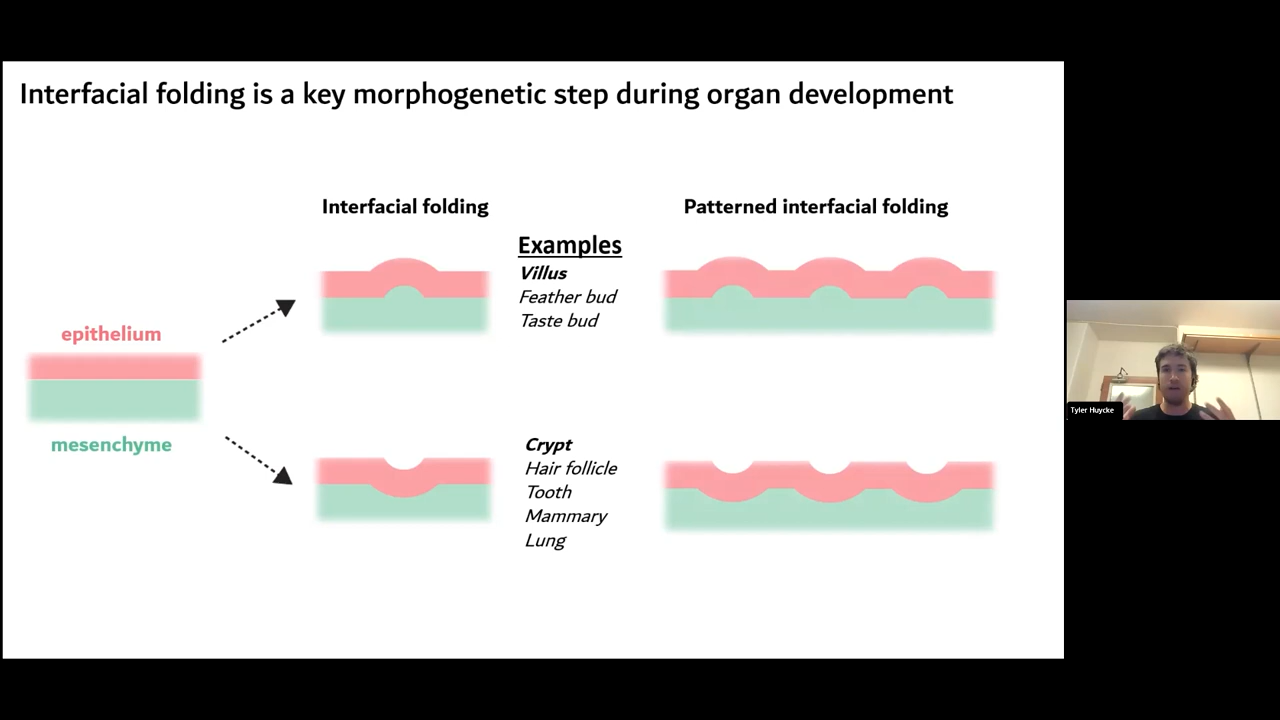 Interfacial folding is a key morphogenetic step during organ development
Interfacial folding
Patterned interfacial folding
Examples
Villus
Feather bud
Taste bud
epithelium
mesenchyme
Crypt
Hair follicle
Tooth
Mammary
Lung
Tyler Huycke